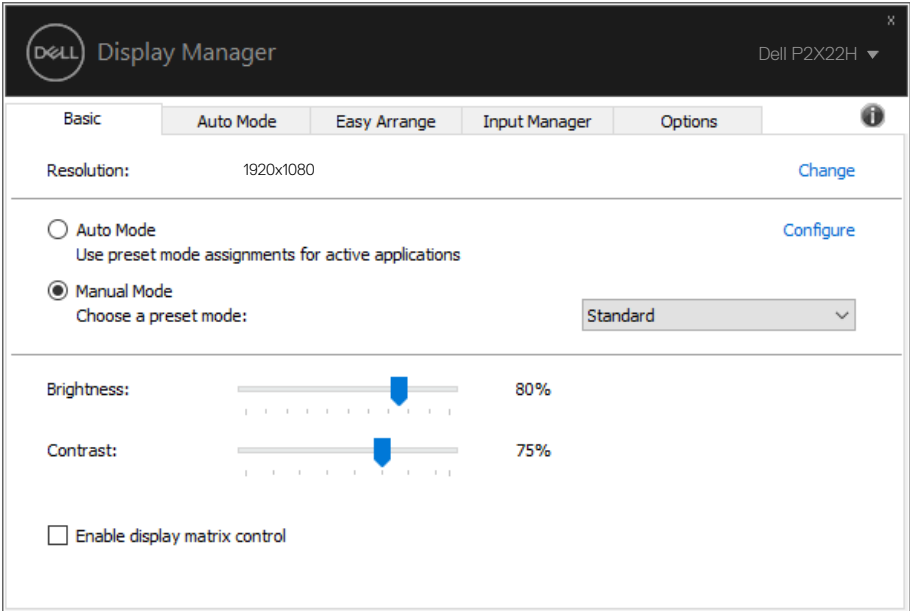 x
DELL Display Manager
Dell P2X22H
Basic Auto Mode Easy Arrange Input Manager Options
Resolution: 1920x1080 Change
Auto Mode Configure
Use preset mode assignments for active applications
Manual Mode
Choose a preset mode: Standard
Brightness: 80%
Contrast: 75%
Enable display matrix control